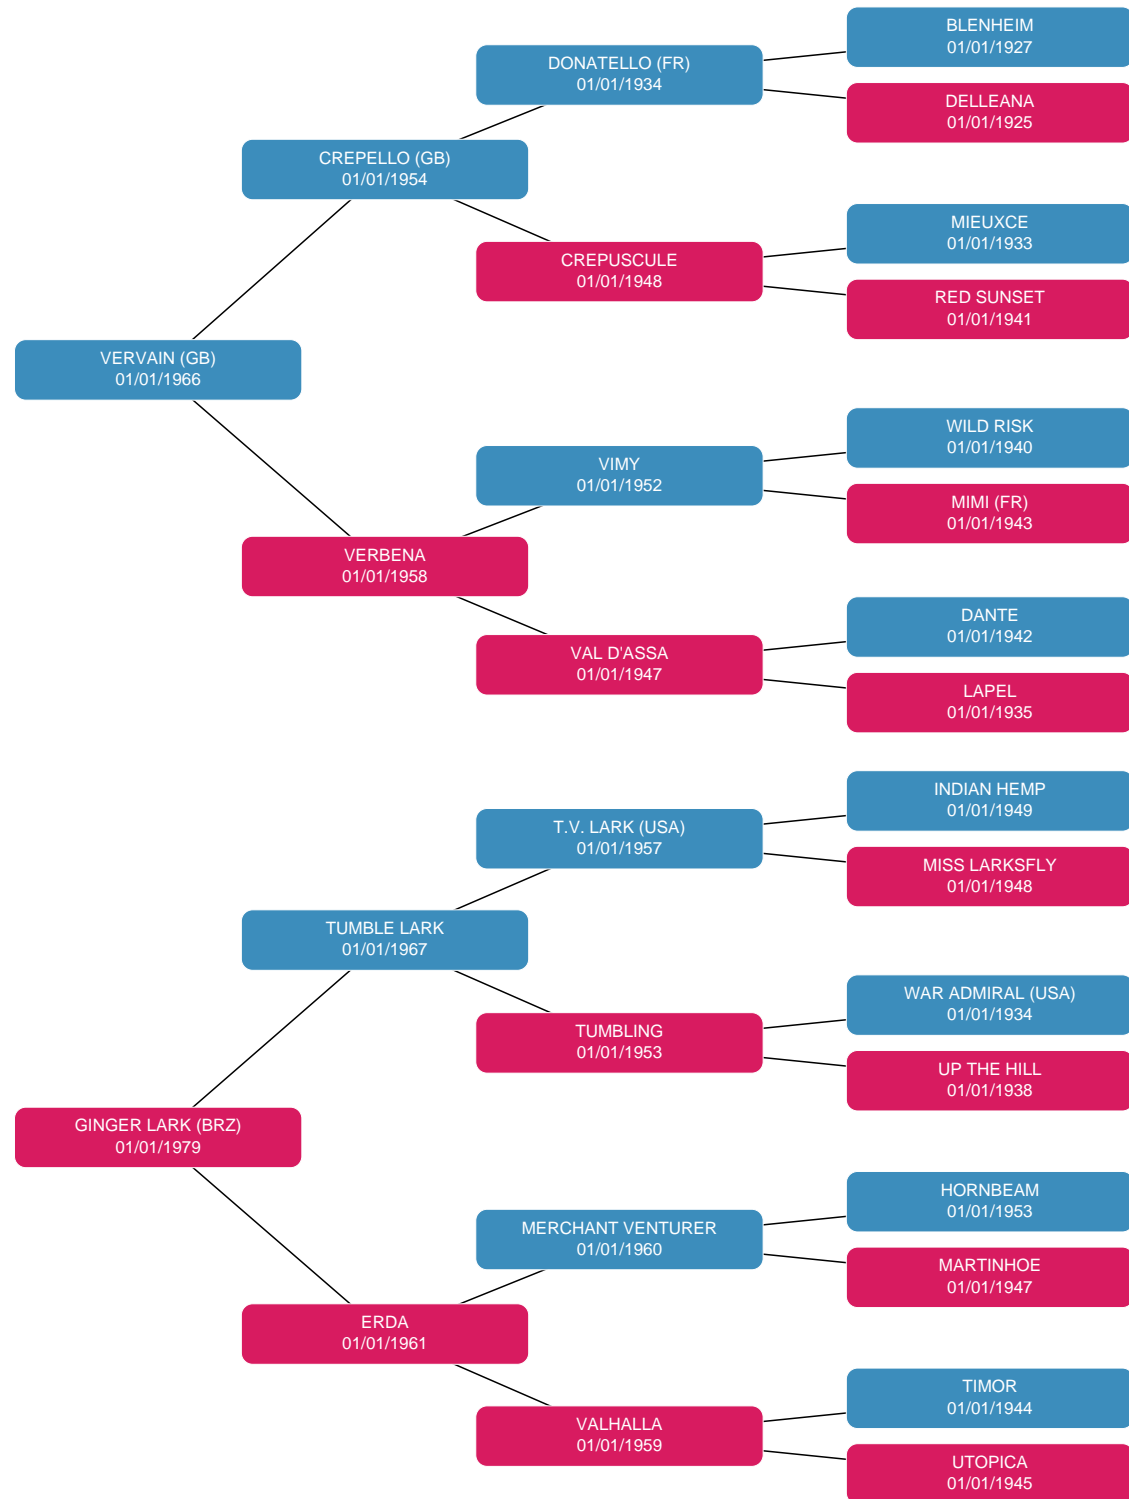 BLENHEIM
01/01/1927
DONATELLO (FR)
01/01/1934
DELLEANA
01/01/1925
CREPELLO (GB)
01/01/1954
MIEUXCE
01/01/1933
CREPUSCULE
01/01/1948
RED SUNSET
01/01/1941
VERVAIN (GB)
01/01/1966
WILD RISK
01/01/1940
VIMY
01/01/1952
MIMI (FR)
01/01/1943
VERBENA
01/01/1958
DANTE
01/01/1942
VAL D'ASSA
01/01/1947
LAPEL
01/01/1935
INDIAN HEMP
01/01/1949
T.V. LARK (USA)
01/01/1957
MISS LARKSFLY
01/01/1948
TUMBLE LARK
01/01/1967
WAR ADMIRAL (USA)
01/01/1934
TUMBLING
01/01/1953
UP THE HILL
01/01/1938
GINGER LARK (BRZ)
01/01/1979
HORNBEAM
01/01/1953
MERCHANT VENTURER
01/01/1960
MARTINHOE
01/01/1947
ERDA
01/01/1961
TIMOR
01/01/1944
VALHALLA
01/01/1959
UTOPICA
01/01/1945